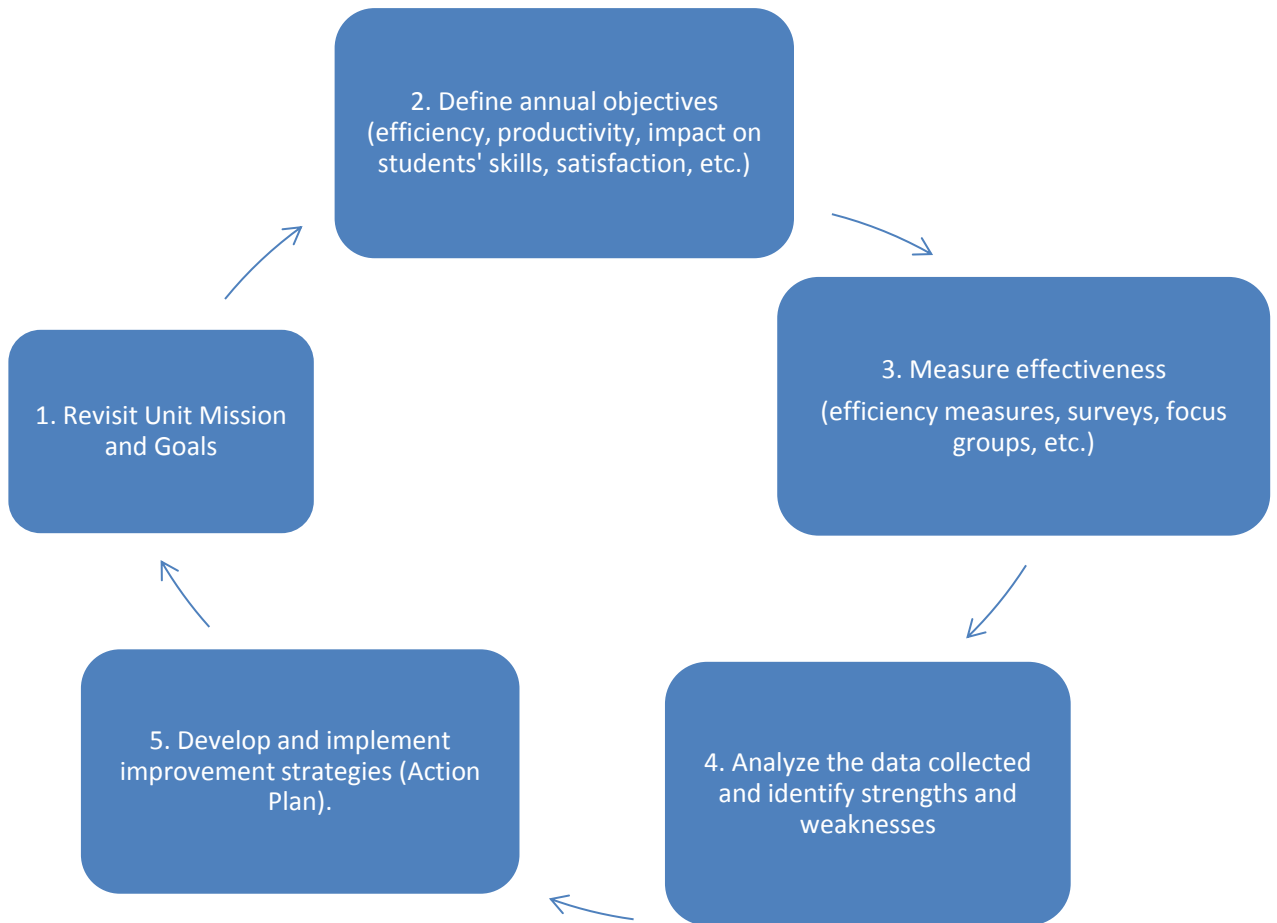 2. Define annual objectives
(efficiency, productivity, impact on
students' skills, satisfaction, etc.)
3. Measure effectiveness
(efficiency measures, surveys, focus
groups, etc.)
1. Revisit Unit Mission
and Goals
5. Develop and implement
improvement strategies (Action
Plan).
4. Analyze the data collected
and identify strengths and
weaknesses